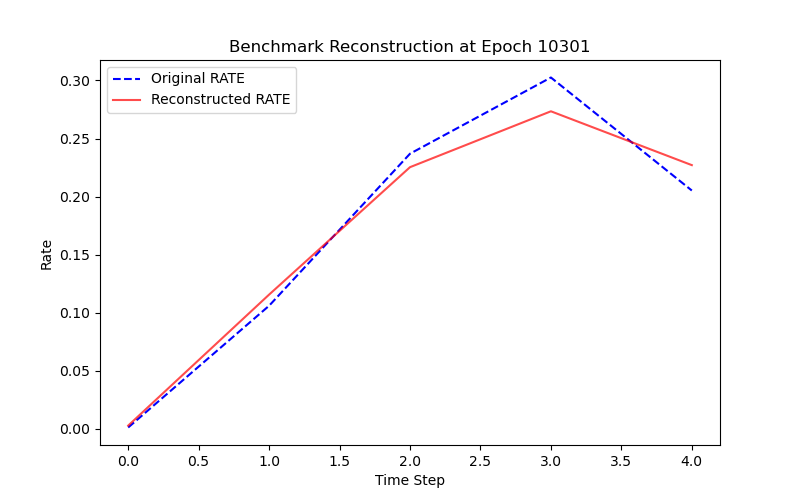 Benchmark Reconstruction at Epoch 10301
Original RATE
Reconstructed RATE
0.30
0.25
0.20
0.15
0.10
0.05
0.00
Rate
0.0 0.5 1.0 1.5 2.0 2.5 3.0 3.5 4.0
Time Step